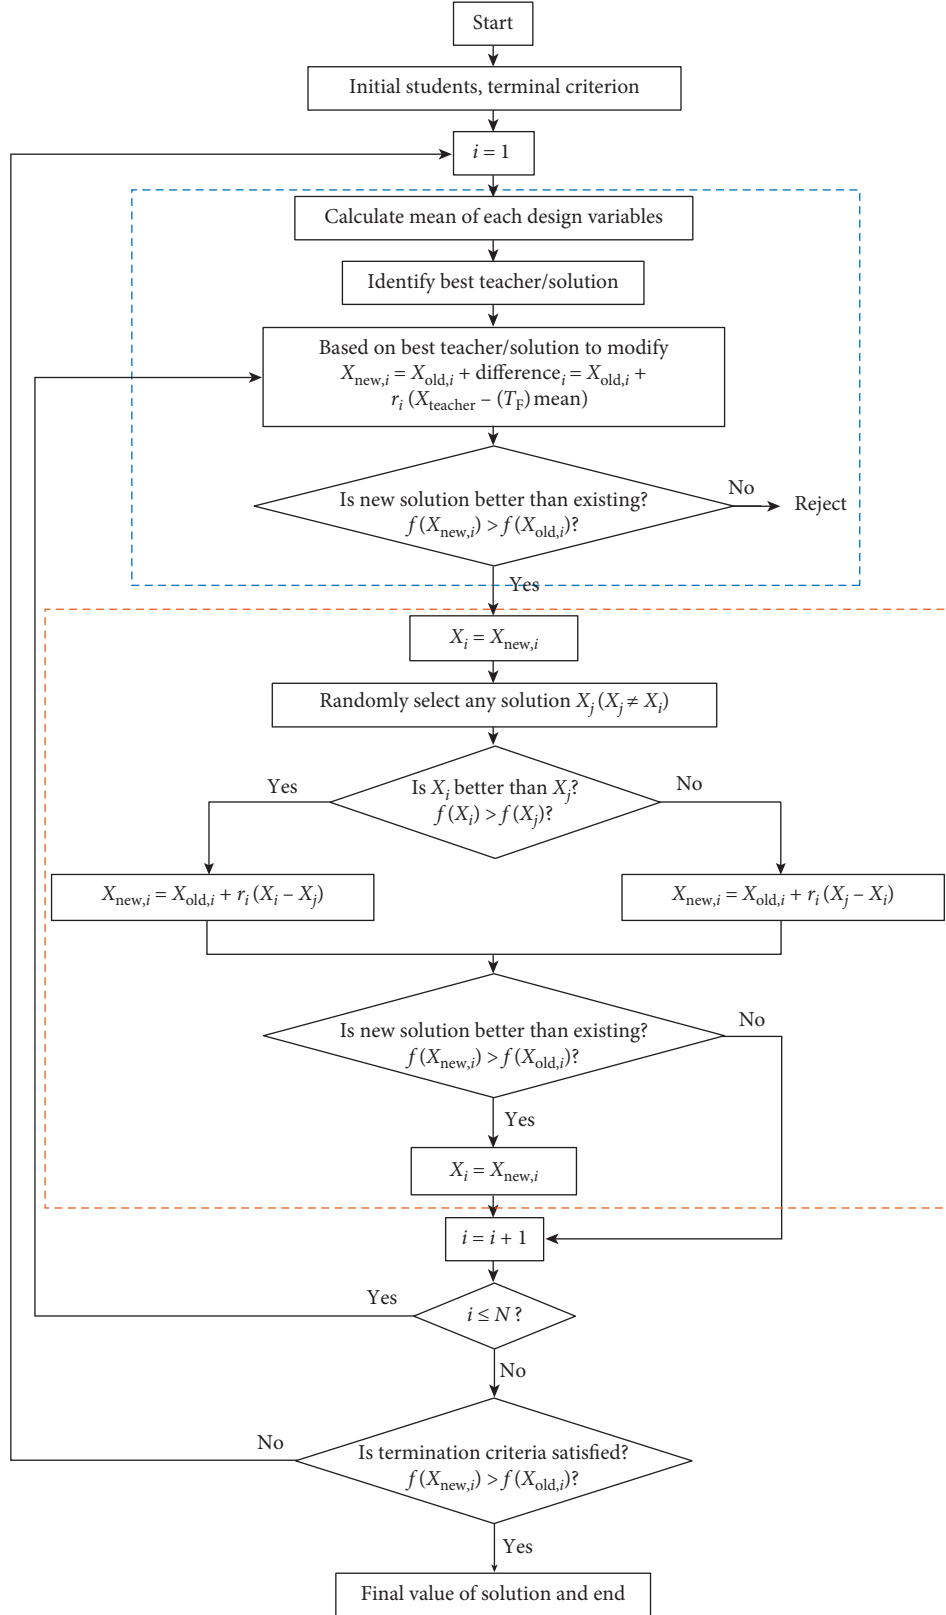 Start
Initial students, terminal criterion
i = 1
Calculate mean of each design variables
Identify best teacher/solution
Based on best teacher/solution to modify
X_new,i = X_old,i + difference_i = X_old,i +
r_i (X_teacher – (T_F) mean)
Is new solution better than existing?
f (X_new,i) > f (X_old,i)?
No
Reject
Yes
X_i = X_new,i
Randomly select any solution X_j (X_j ≠ X_i)
Is X_i better than X_j?
f (X_i) > f (X_j)?
Yes
No
X_new,i = X_old,i + r_i (X_i – X_j)
X_new,i = X_old,i + r_i (X_j – X_i)
Is new solution better than existing?
f (X_new,i) > f (X_old,i)?
No
Yes
X_i = X_new,i
i = i + 1
i ≤ N ?
Yes
No
Is termination criteria satisfied?
f (X_new,i) > f (X_old,i)?
No
Yes
Final value of solution and end